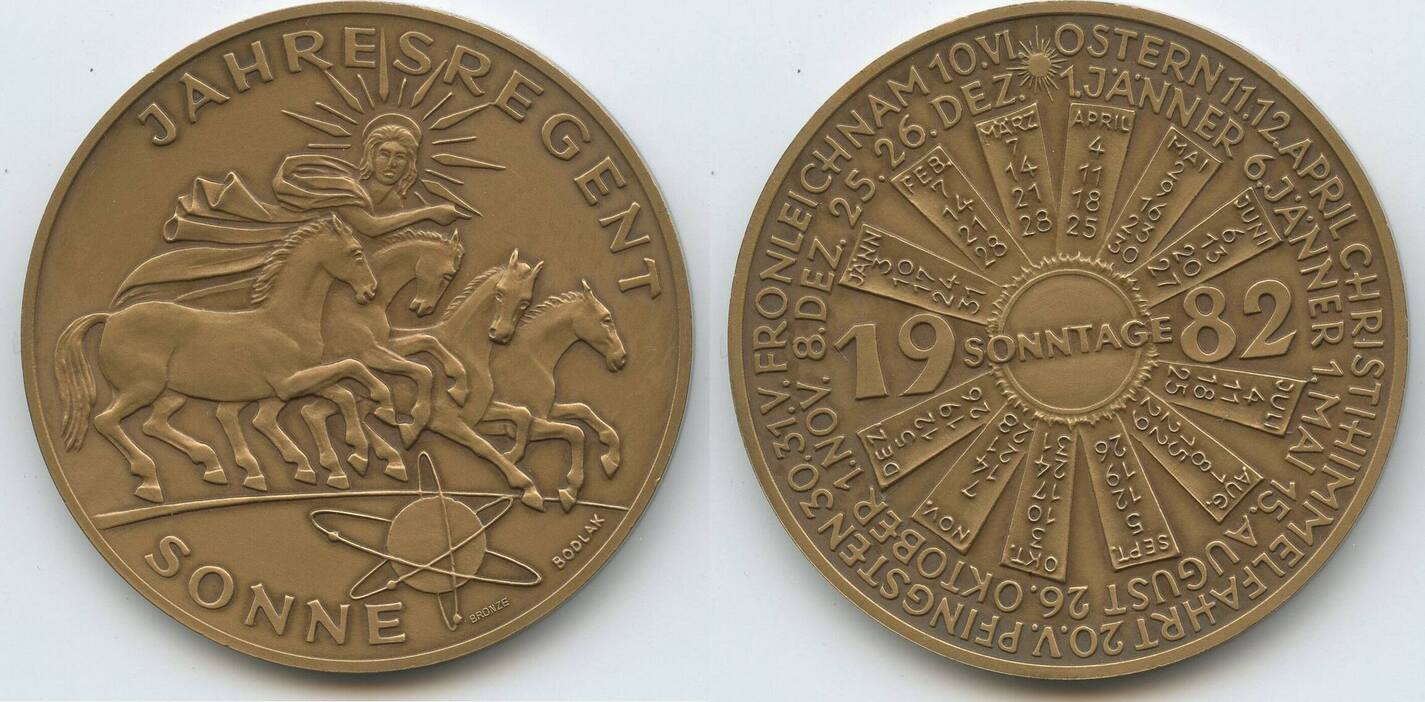 JAHRESREGENT
SONNE
BODLAK
BRONZE
OSTERN 11. 12. APRIL CHRISTI HIMMELFAHRT 20. V. PFINGSTEN 30. 31. V. FRONLEICHNAM 10. VI.
1. JÄNNER 6. JÄNNER 1. MAI 15. AUGUST 26. OKTOBER 1. NOV. 8. DEZ. 25. 26. DEZ.
JÄNN 3 10 17 24 31
FEB. 7 14 21 28
MÄRZ 7 14 21 28
APRIL 4 11 18 25
MAI 2 9 16 23 30
JUNI 6 13 20 27
19 SONNTAGE 82
JULI 4 11 18 25
AUG. 1 8 15 22 29
SEPT. 5 12 19 26
OKT. 3 10 17 24 31
NOV. 7 14 21 28
DEZ 5 12 19 26